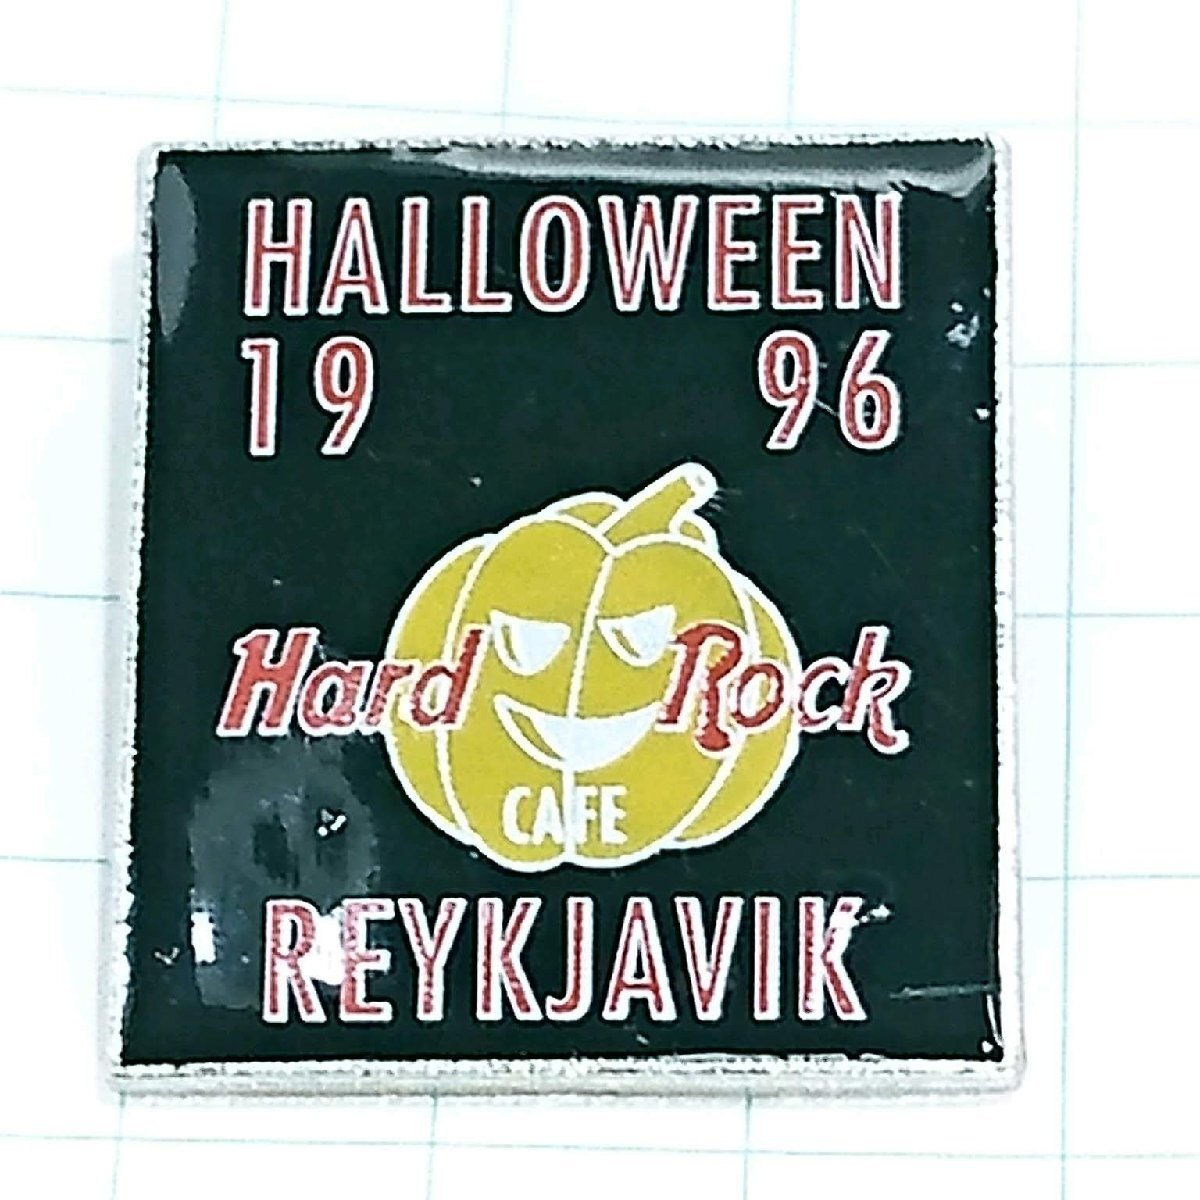 HALLOWEEN
19 96
Hard Rock
CAFE
REYKJAVIK